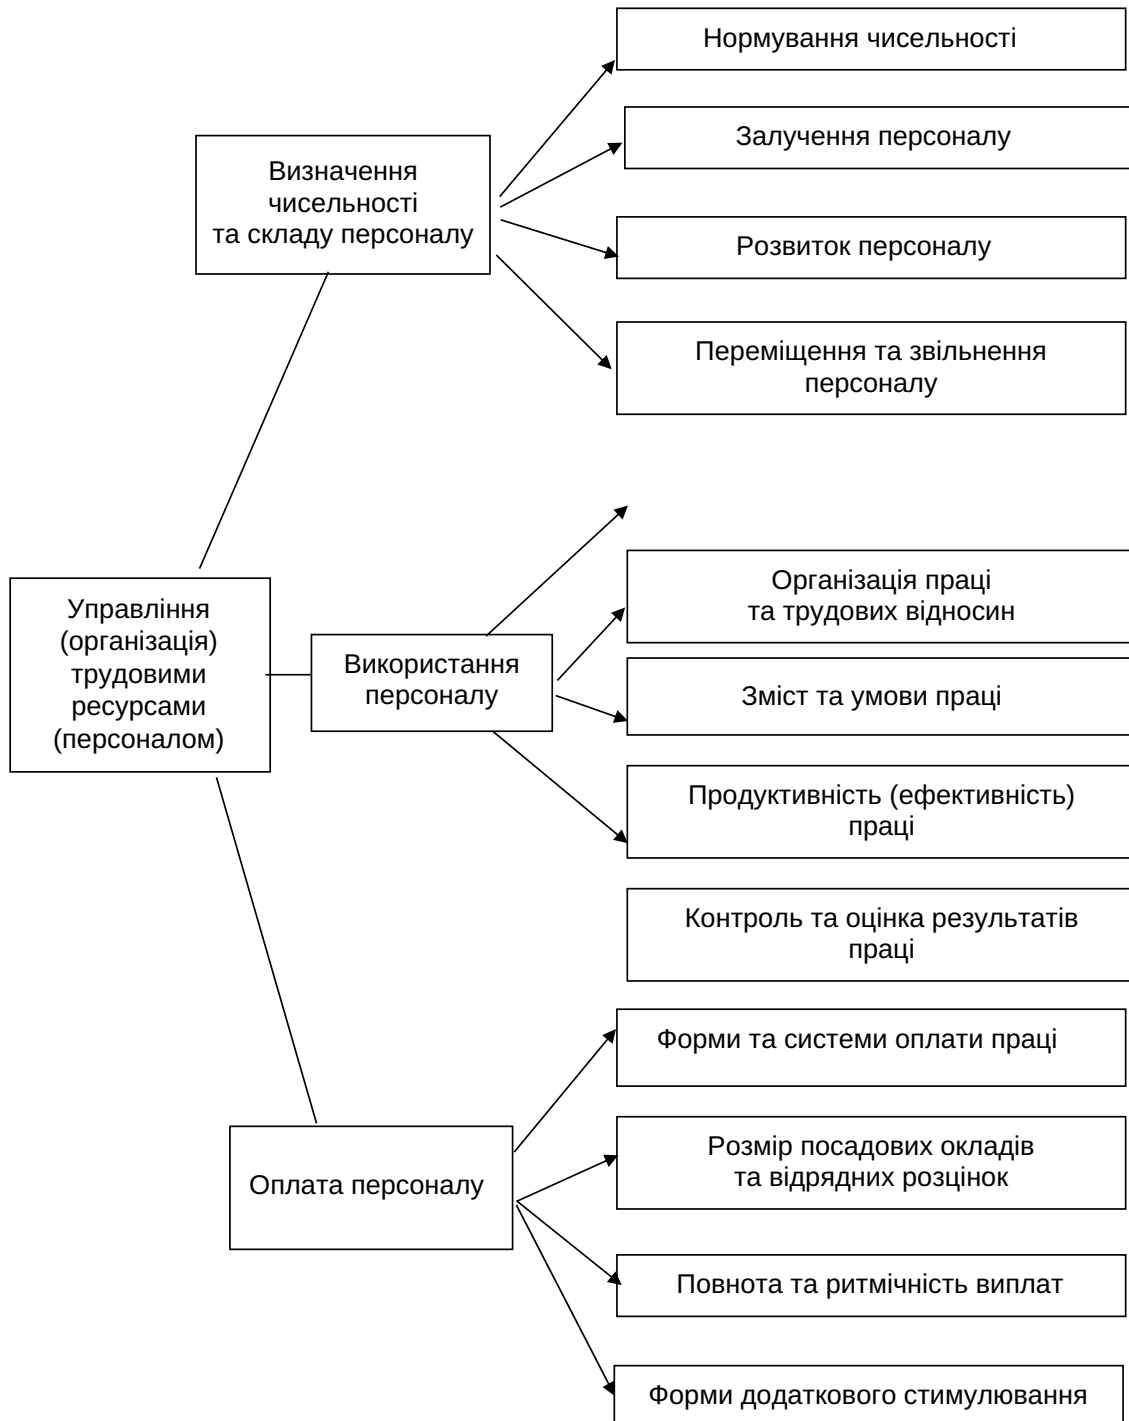 Нормування чисельності
Залучення персоналу
Визначення
чисельності
та складу персоналу
Розвиток персоналу
Переміщення та звільнення
персоналу
Управління
(організація)
трудовими
ресурсами
(персоналом)
Використання
персоналу
Організація праці
та трудових відносин
Зміст та умови праці
Продуктивність (ефективність)
праці
Контроль та оцінка результатів
праці
Оплата персоналу
Форми та системи оплати праці
Розмір посадових окладів
та відрядних розцінок
Повнота та ритмічність виплат
Форми додаткового стимулювання